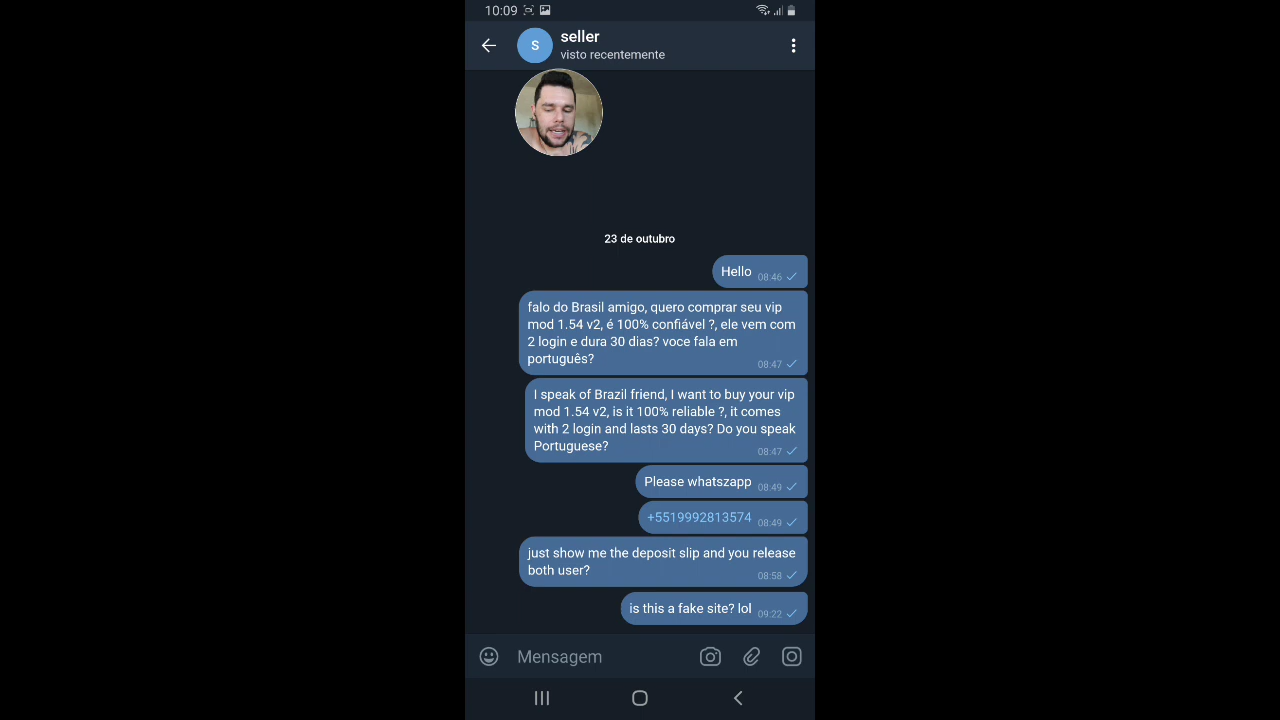 10:09
S
seller
visto recentemente
23 de outubro
Hello 08:46
falo do Brasil amigo, quero comprar seu vip
mod 1.54 v2, é 100% confiável ?, ele vem com
2 login e dura 30 dias? voce fala em
português? 08:47
I speak of Brazil friend, I want to buy your vip
mod 1.54 v2, is it 100% reliable ?, it comes
with 2 login and lasts 30 days? Do you speak
Portuguese? 08:47
Please whatszapp 08:49
+5519992813574 08:49
just show me the deposit slip and you release
both user? 08:58
is this a fake site? lol 09:22
Mensagem